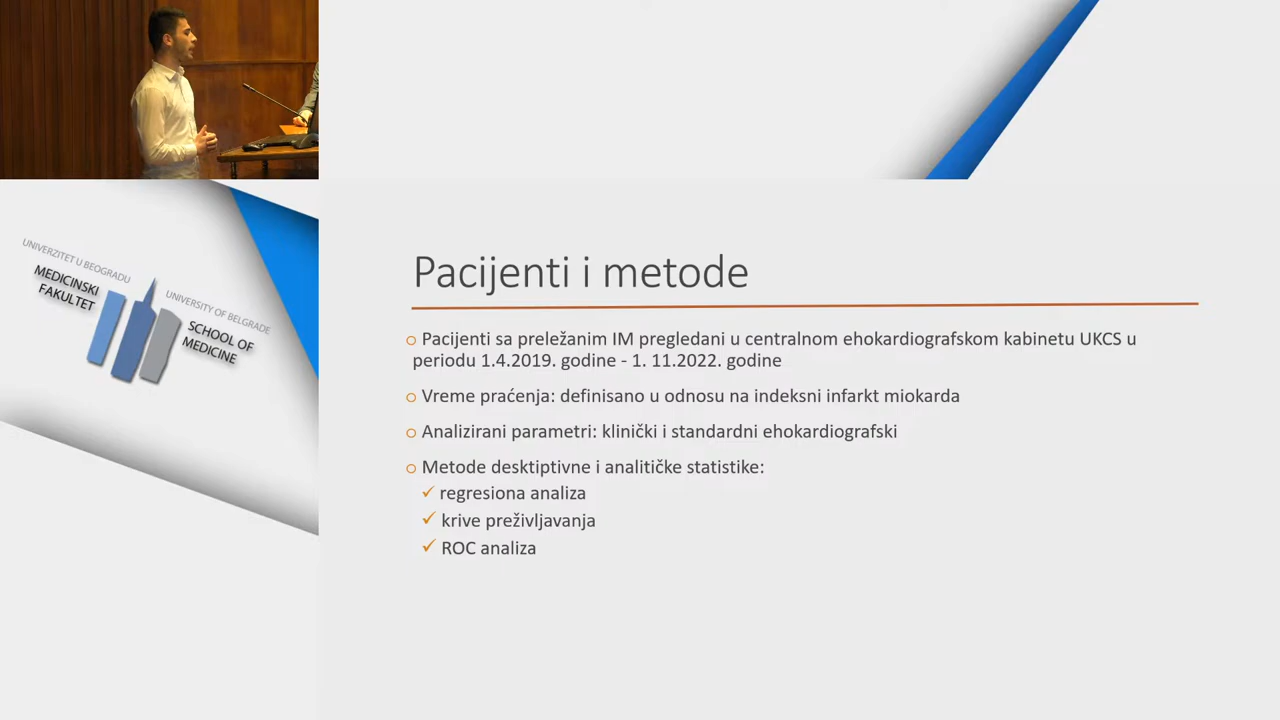 UNIVERZITET U BEOGRADU
MEDICINSKI
FAKULTET
UNIVERSITY OF BELGRADE
SCHOOL OF
MEDICINE
Pacijenti i metode
o Pacijenti sa preležanim IM pregledani u centralnom ehokardiografskom kabinetu UKCS u
periodu 1.4.2019. godine - 1. 11.2022. godine
o Vreme praćenja: definisano u odnosu na indeksni infarkt miokarda
o Analizirani parametri: klinički i standardni ehokardiografski
o Metode desktiptivne i analitičke statistike:
✓ regresiona analiza
✓ krive preživljavanja
✓ ROC analiza